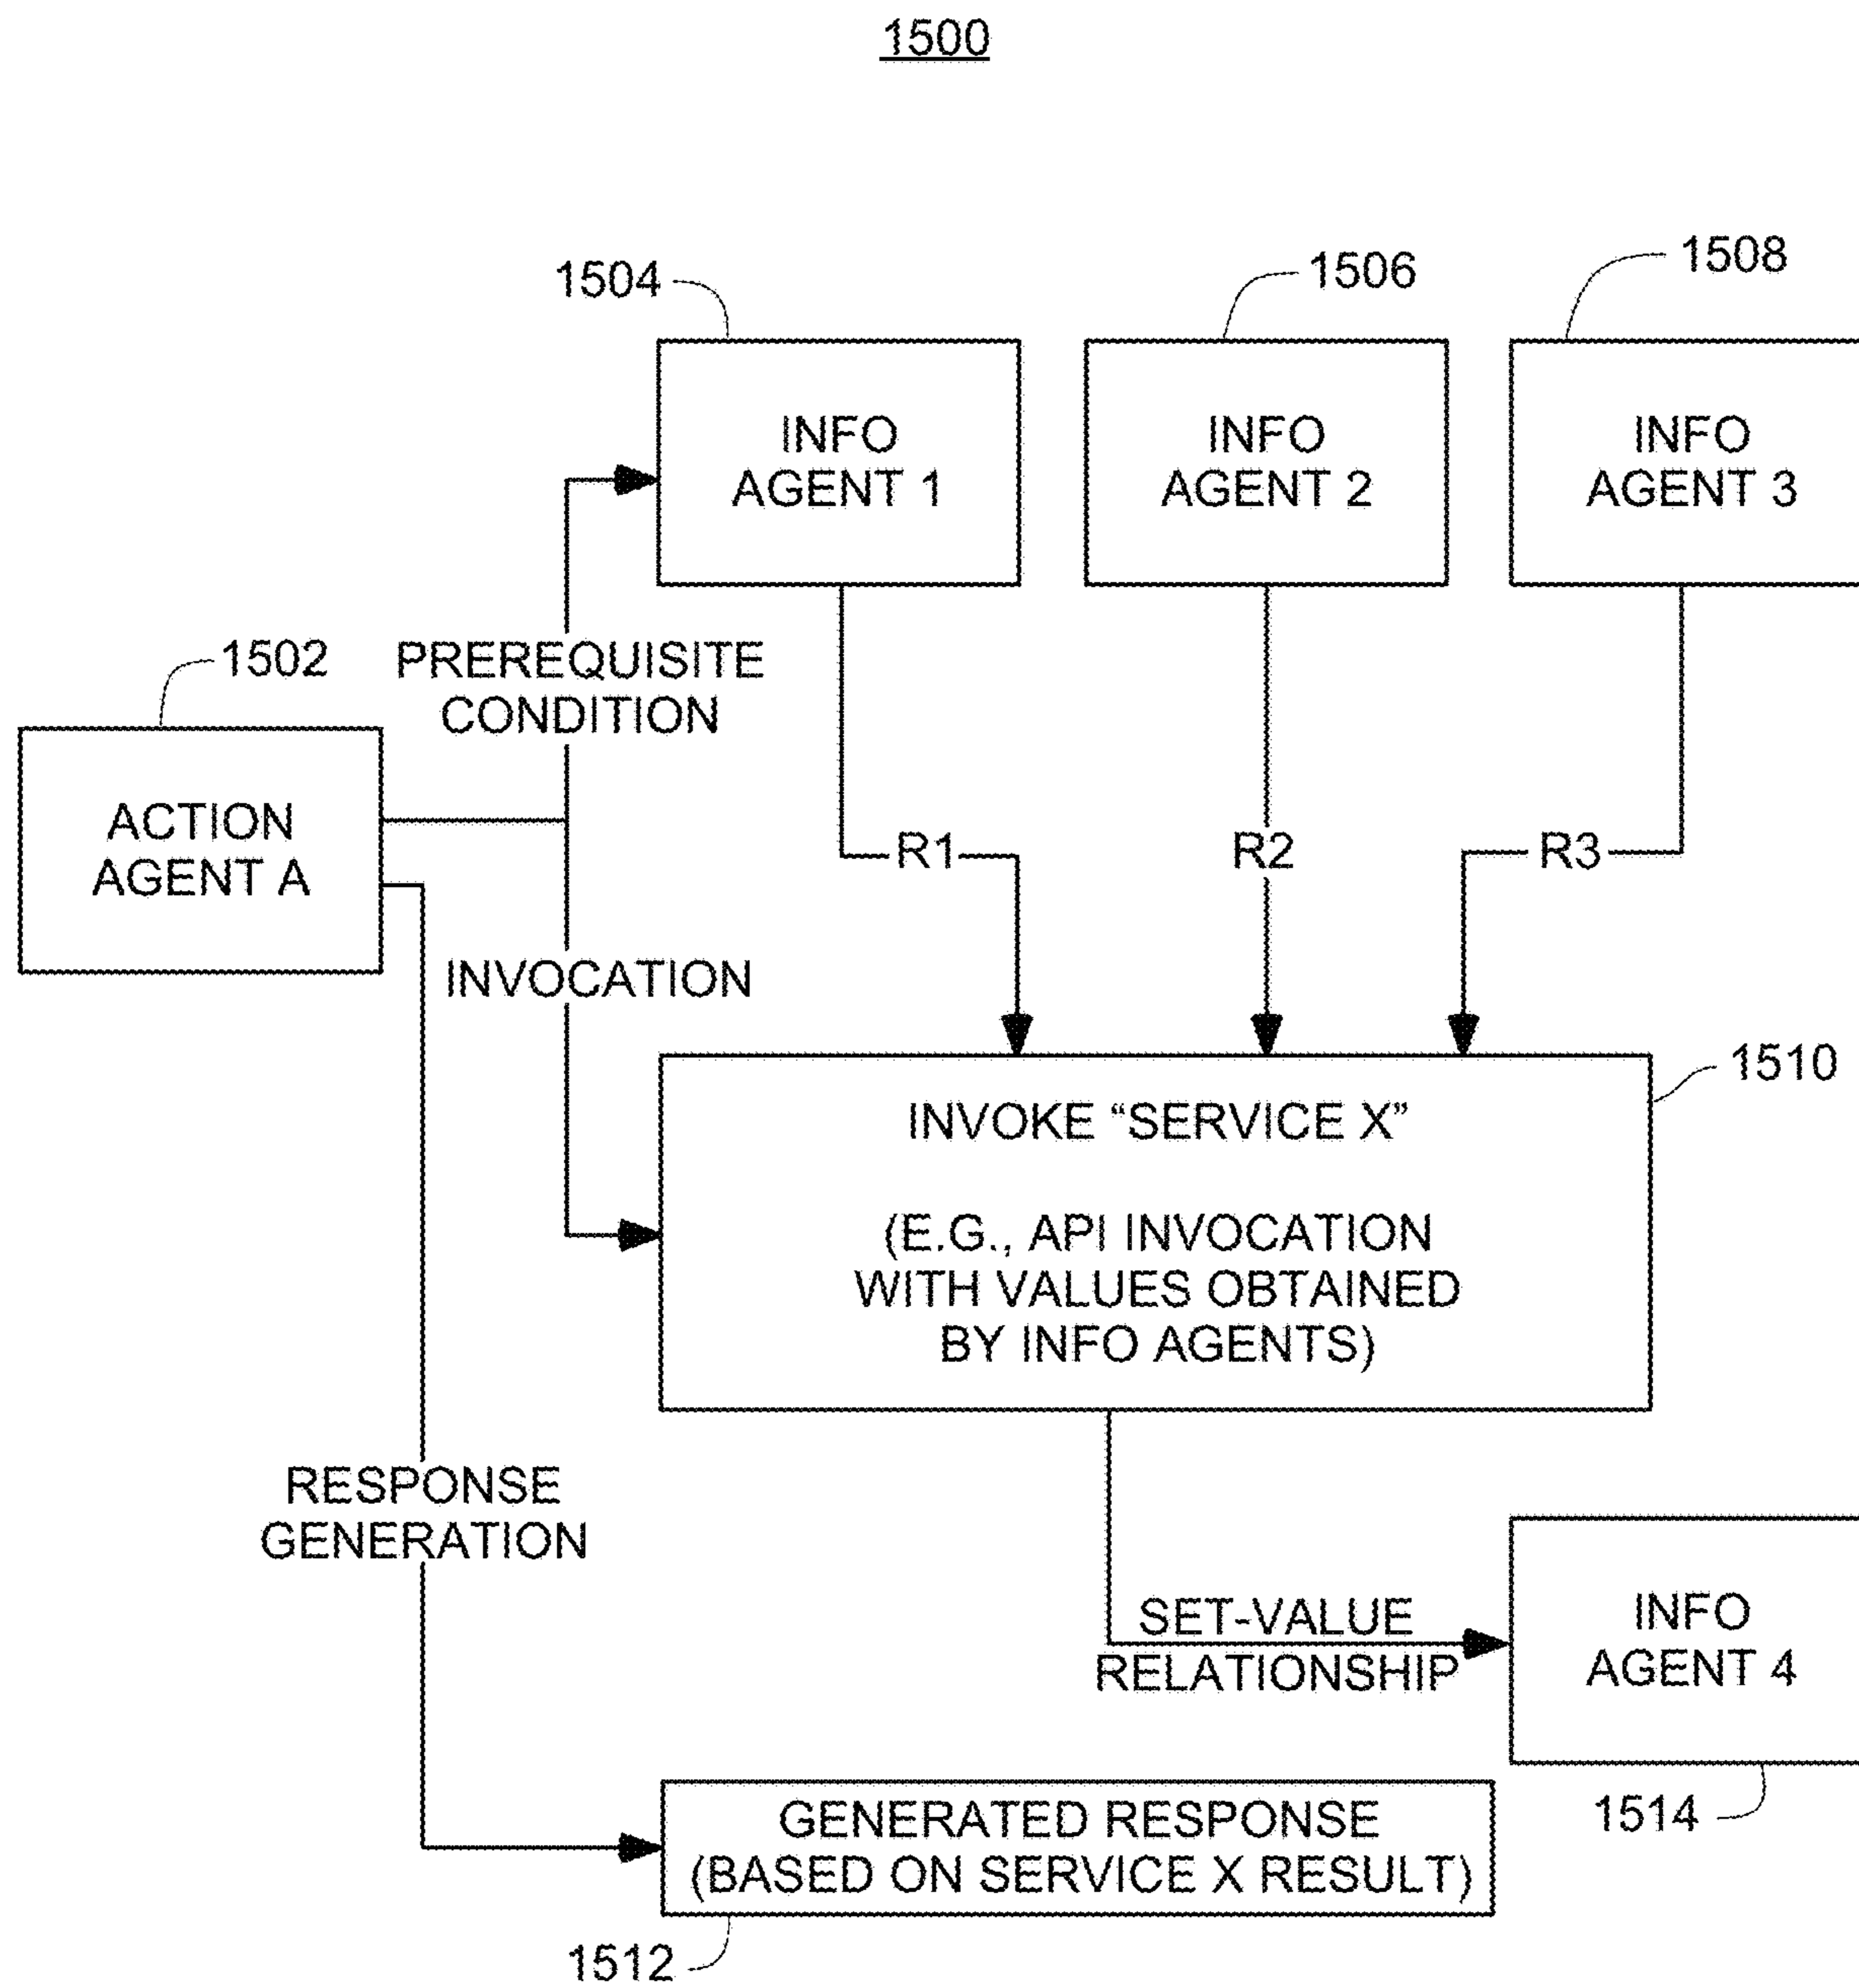 1500
1504
1506
1508
INFO
AGENT 1
INFO
AGENT 2
INFO
AGENT 3
1502
PREREQUISITE
CONDITION
ACTION
AGENT A
R1
R2
R3
INVOCATION
1510
INVOKE “SERVICE X”
(E.G., API INVOCATION
WITH VALUES OBTAINED
BY INFO AGENTS)
RESPONSE
GENERATION
SET-VALUE
RELATIONSHIP
INFO
AGENT 4
1514
GENERATED RESPONSE
(BASED ON SERVICE X RESULT)
1512